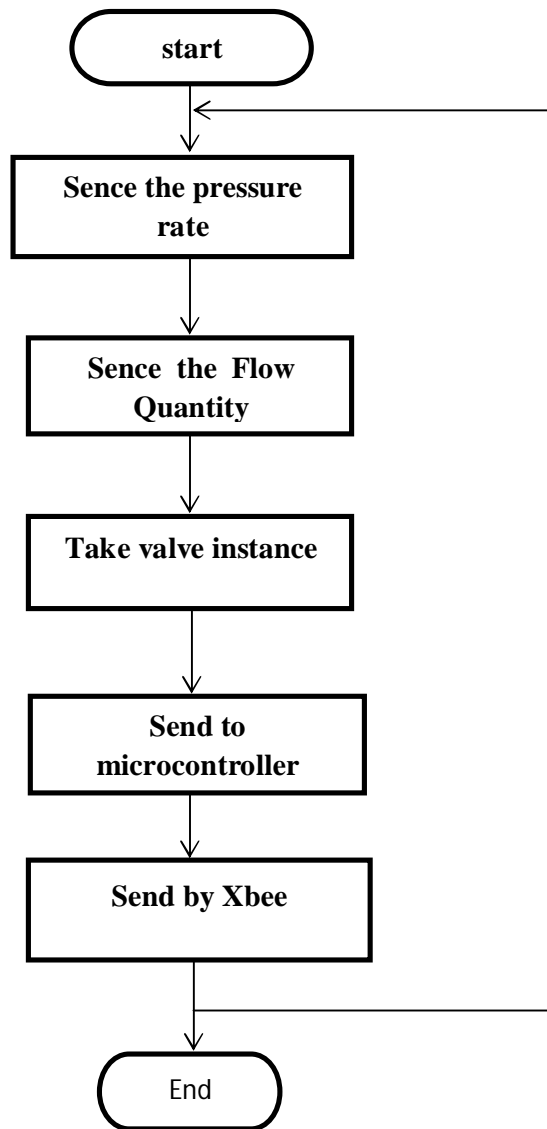 start
Sence the pressure
rate
Sence the Flow
Quantity
Take valve instance
Send to
microcontroller
Send by Xbee
End